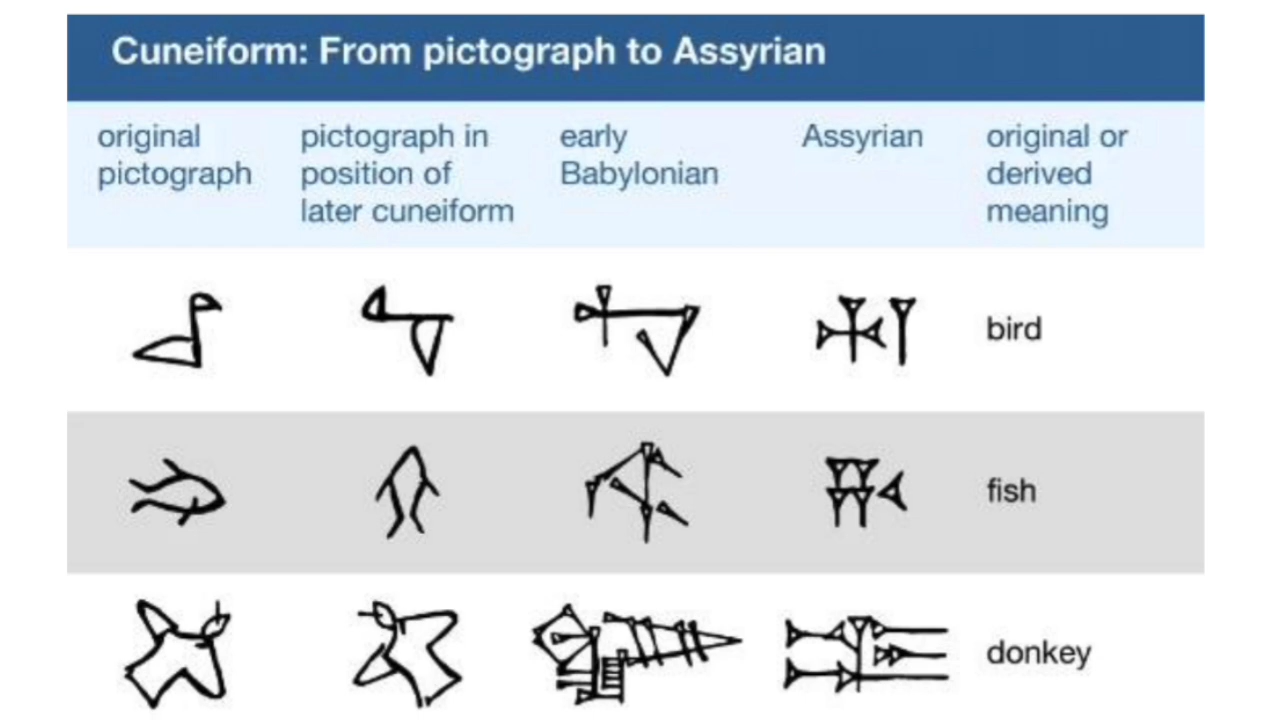 Cuneiform: From pictograph to Assyrian
original pictograph
pictograph in position of later cuneiform
early Babylonian
Assyrian
original or derived meaning
bird
fish
donkey